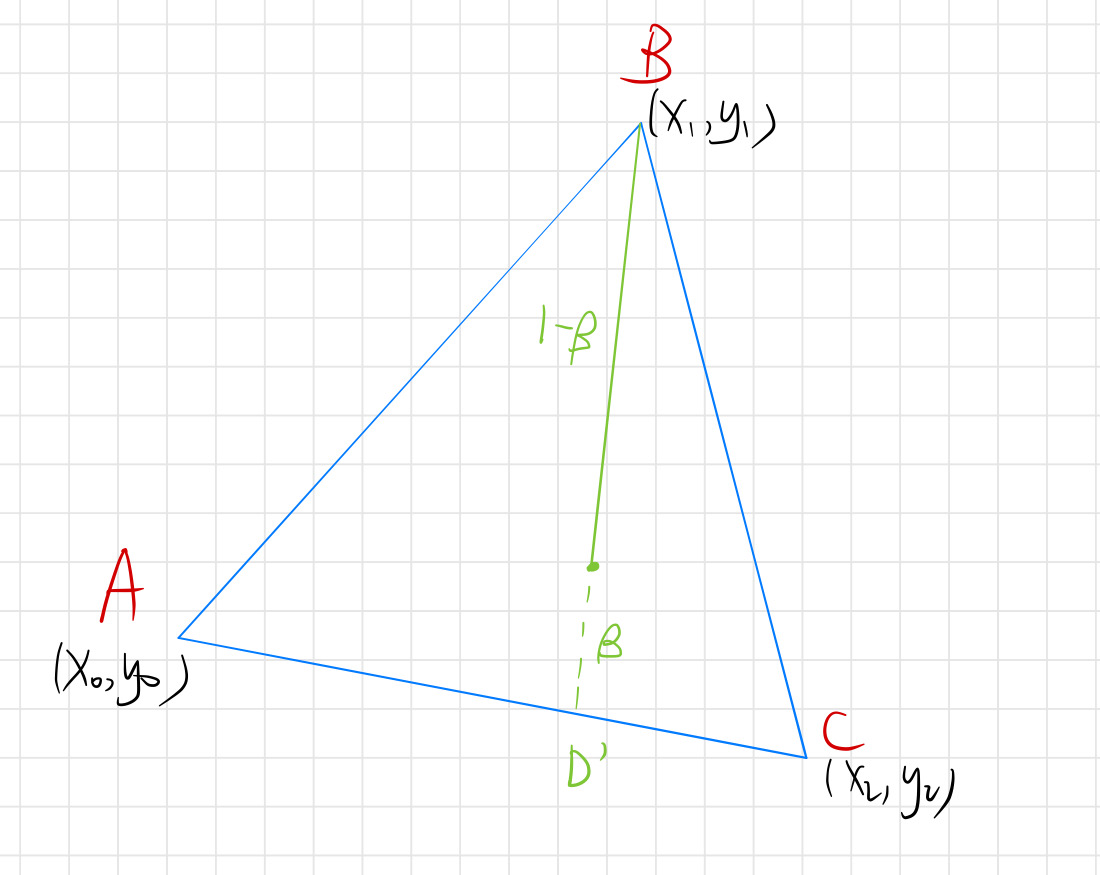 B
(x₁,y₁)
1-β
A
(x₀,y₀)
β
D'
C
(x₂,y₂)